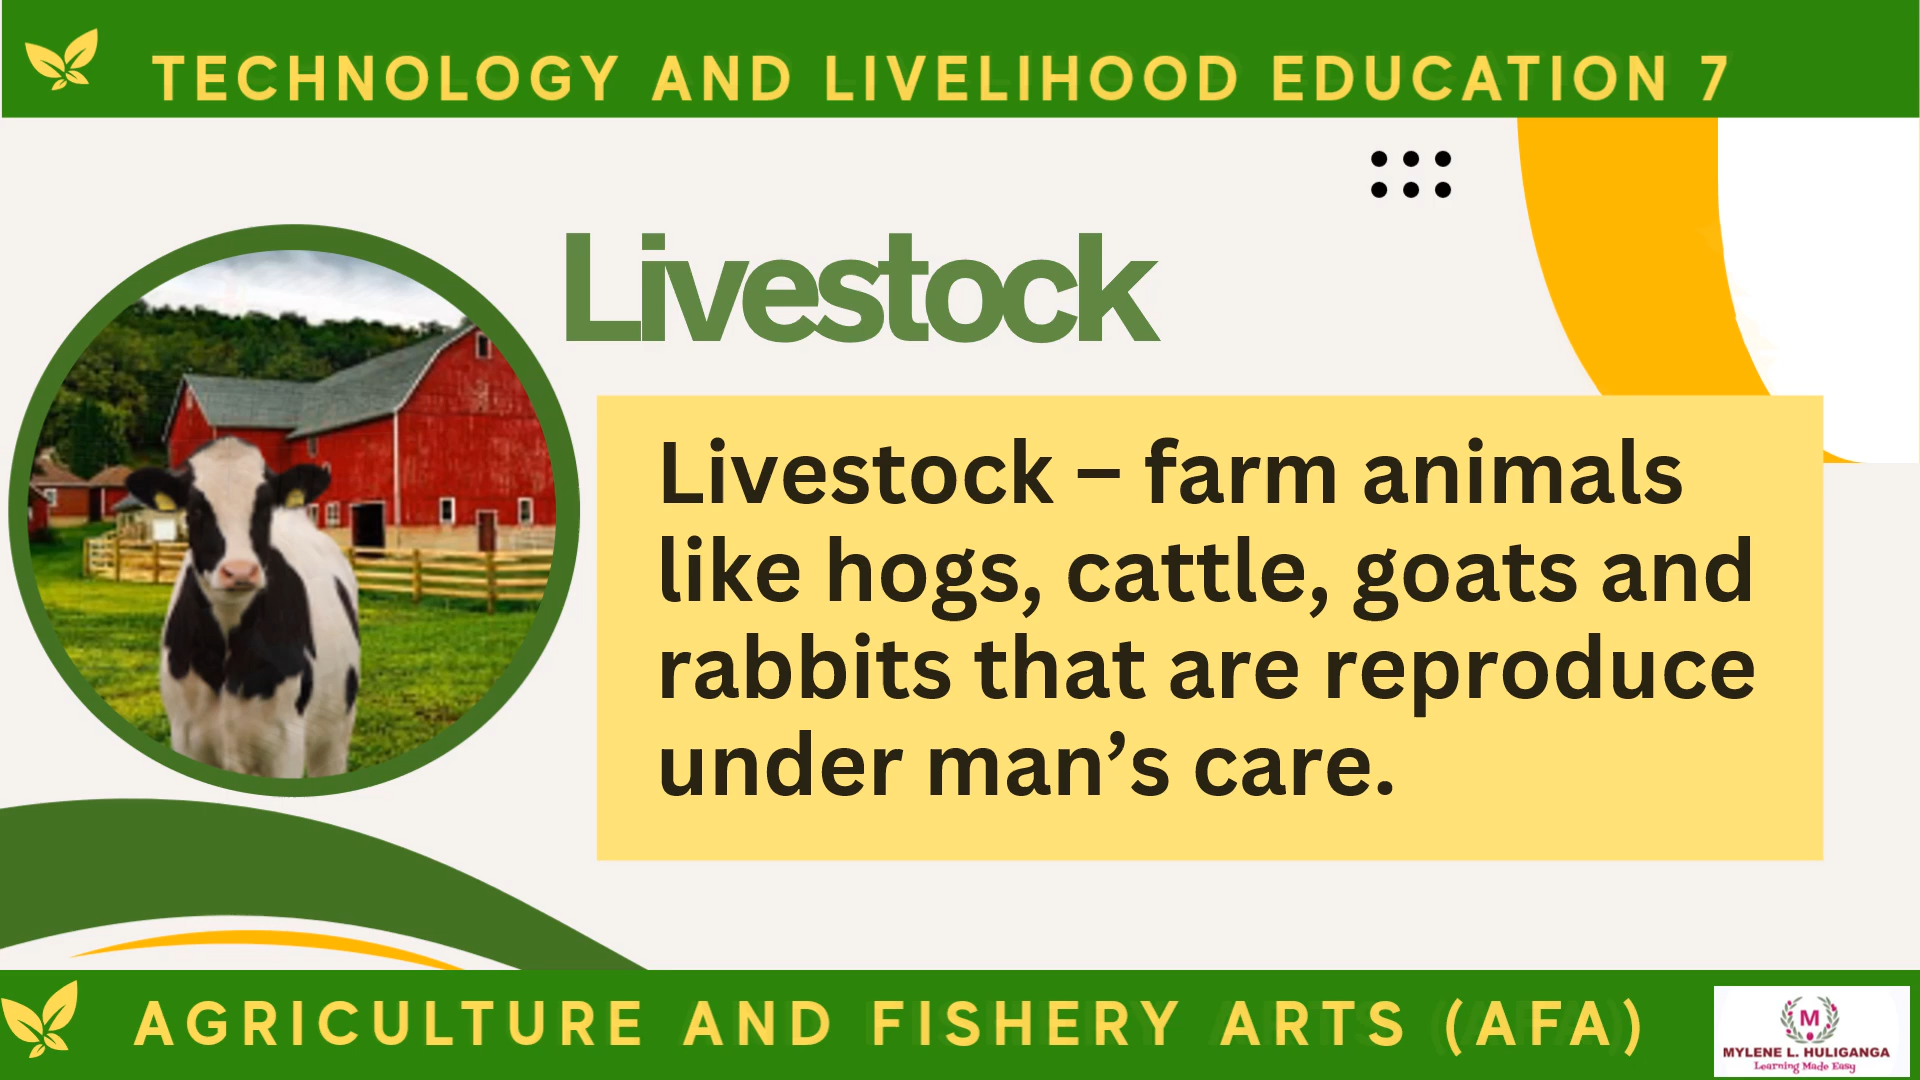 TECHNOLOGY AND LIVELIHOOD EDUCATION 7
Livestock
Livestock – farm animals
like hogs, cattle, goats and
rabbits that are reproduce
under man’s care.
AGRICULTURE AND FISHERY ARTS (AFA)
M
MYLENE L. HULIGANGA
Learning Made Easy